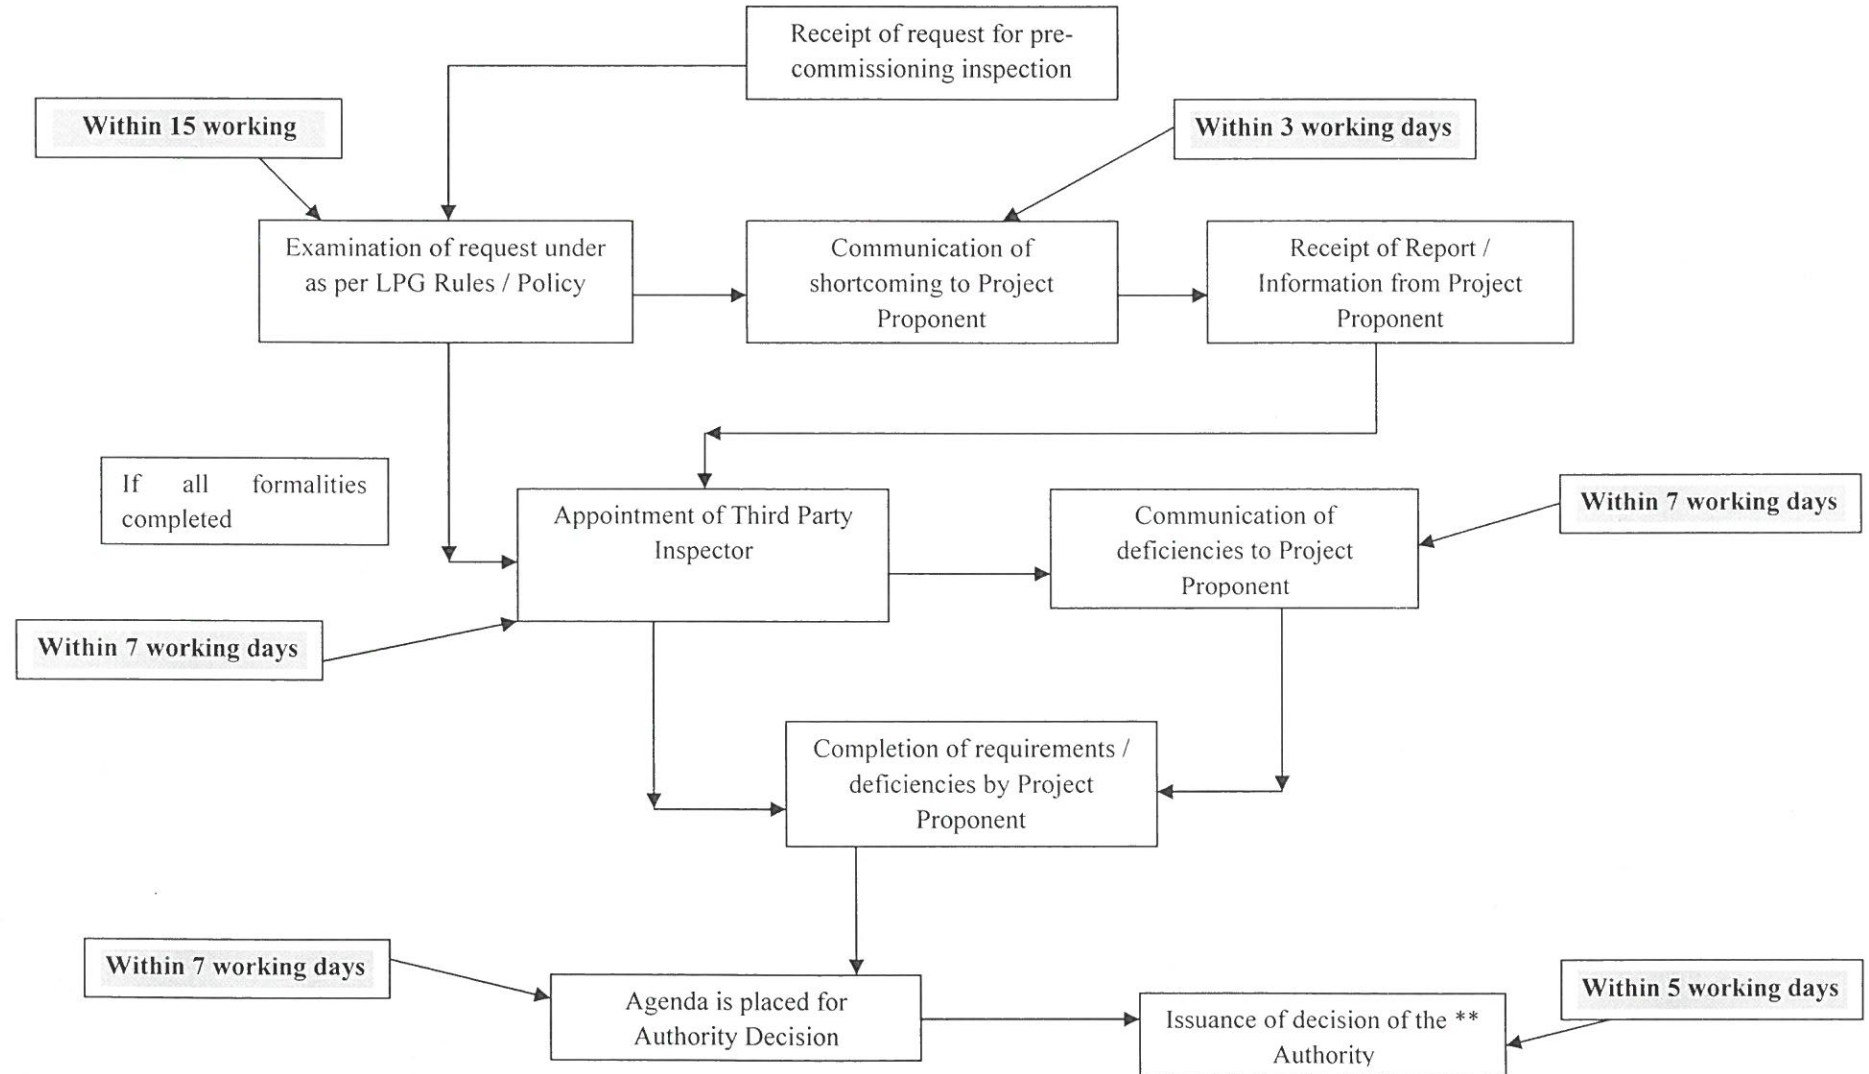 Receipt of request for pre-
commissioning inspection
Within 15 working
Within 3 working days
Examination of request under
as per LPG Rules / Policy
Communication of
shortcoming to Project
Proponent
Receipt of Report /
Information from Project
Proponent
If all formalities
completed
Appointment of Third Party
Inspector
Communication of
deficiencies to Project
Proponent
Within 7 working days
Within 7 working days
Completion of requirements /
deficiencies by Project
Proponent
Within 7 working days
Agenda is placed for
Authority Decision
Issuance of decision of the **
Authority
Within 5 working days